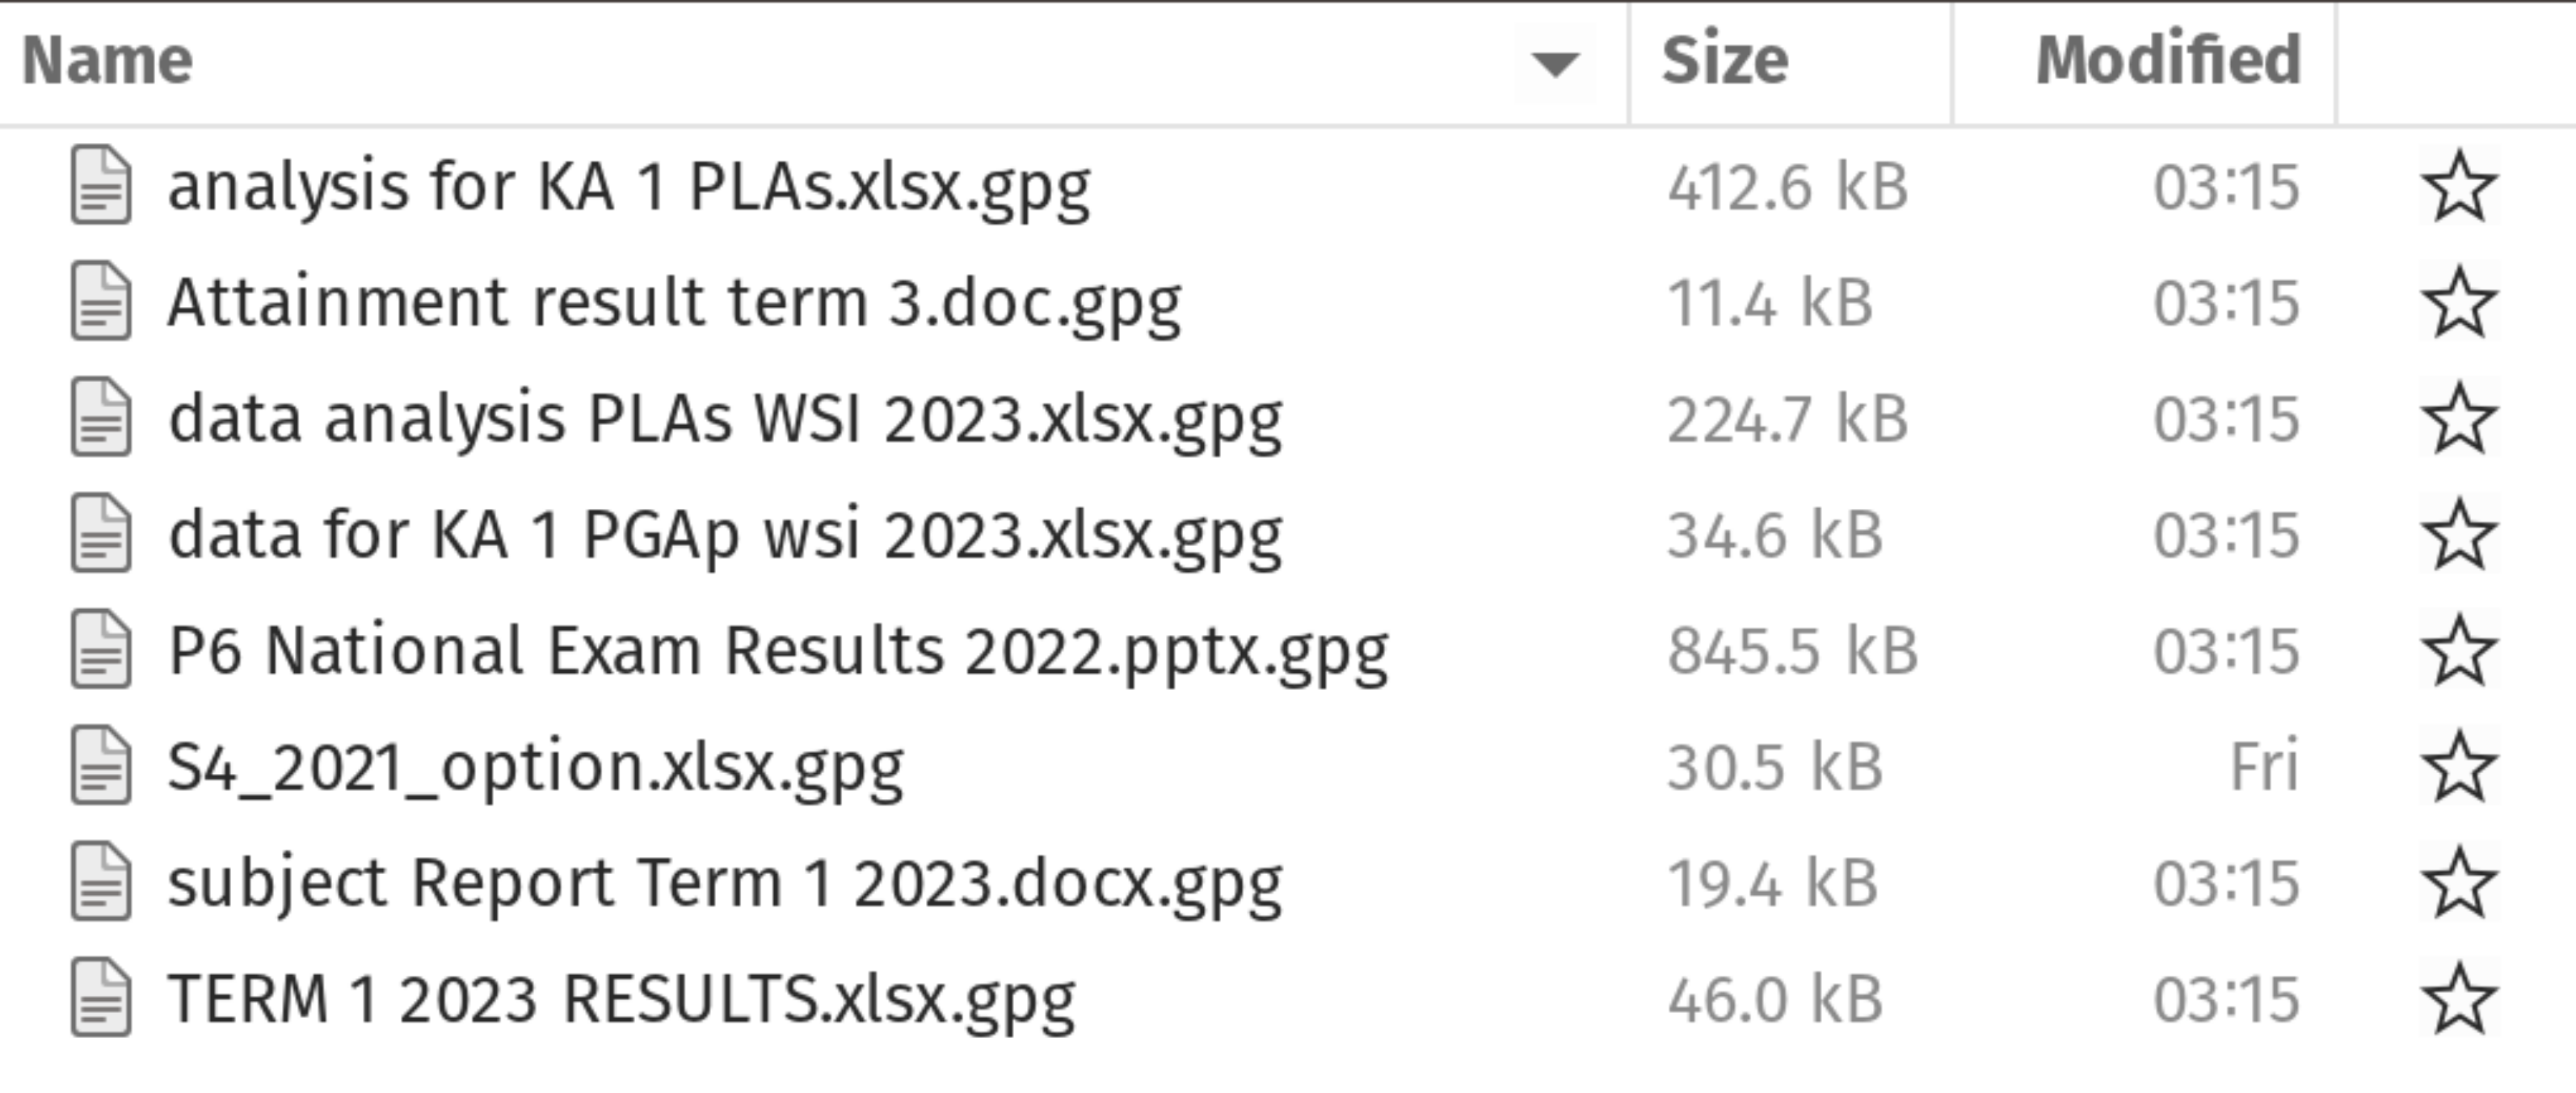 Name Size Modified
analysis for KA 1 PLAs.xlsx.gpg 412.6 kB 03:15
Attainment result term 3.doc.gpg 11.4 kB 03:15
data analysis PLAs WSI 2023.xlsx.gpg 224.7 kB 03:15
data for KA 1 PGAp wsi 2023.xlsx.gpg 34.6 kB 03:15
P6 National Exam Results 2022.pptx.gpg 845.5 kB 03:15
S4_2021_option.xlsx.gpg 30.5 kB Fri
subject Report Term 1 2023.docx.gpg 19.4 kB 03:15
TERM 1 2023 RESULTS.xlsx.gpg 46.0 kB 03:15